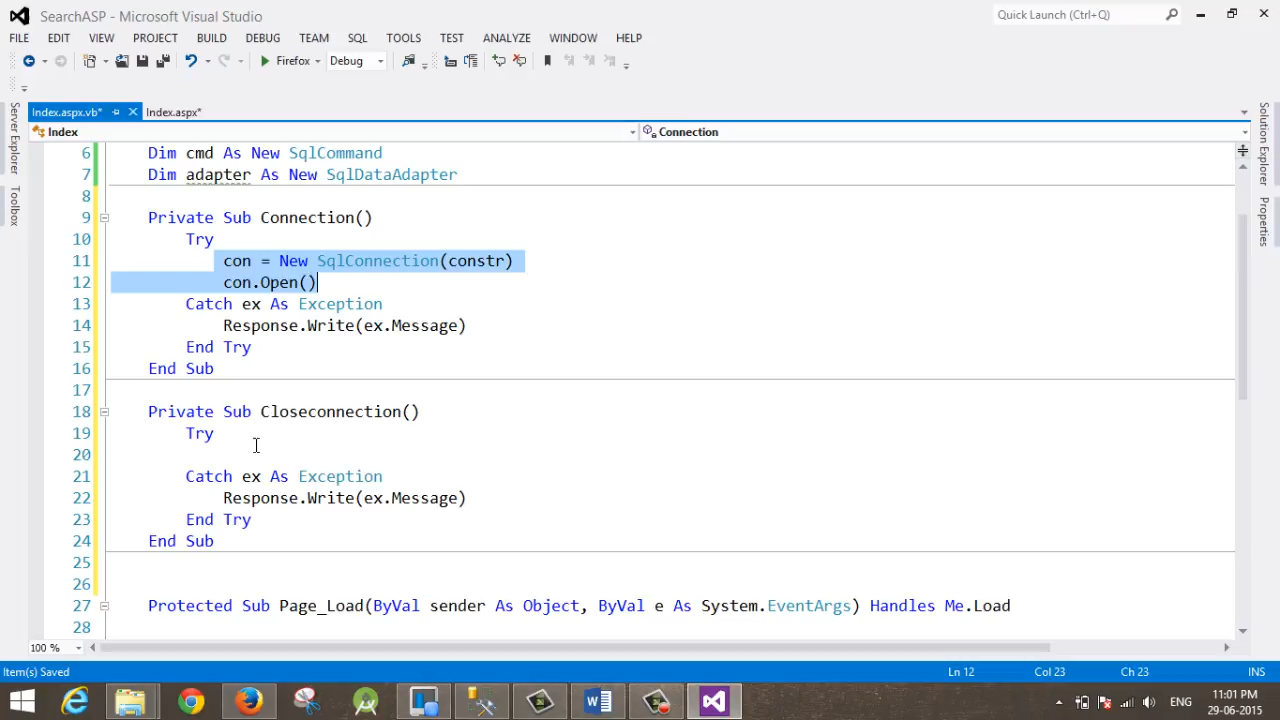 SearchASP - Microsoft Visual Studio
Quick Launch (Ctrl+Q)
FILE EDIT VIEW PROJECT BUILD DEBUG TEAM SQL TOOLS TEST ANALYZE WINDOW HELP
Firefox Debug
Index.aspx.vb* Index.aspx*
Index Connection
Server Explorer
Toolbox
Solution Explorer
Properties
6 Dim cmd As New SqlCommand
7 Dim adapter As New SqlDataAdapter
8
9 Private Sub Connection()
10 Try
11 con = New SqlConnection(constr)
12 con.Open()
13 Catch ex As Exception
14 Response.Write(ex.Message)
15 End Try
16 End Sub
17
18 Private Sub Closeconnection()
19 Try
20
21 Catch ex As Exception
22 Response.Write(ex.Message)
23 End Try
24 End Sub
25
26
27 Protected Sub Page_Load(ByVal sender As Object, ByVal e As System.EventArgs) Handles Me.Load
28
100 %
Item(s) Saved Ln 12 Col 23 Ch 23 INS
ENG 11:01 PM
29-06-2015